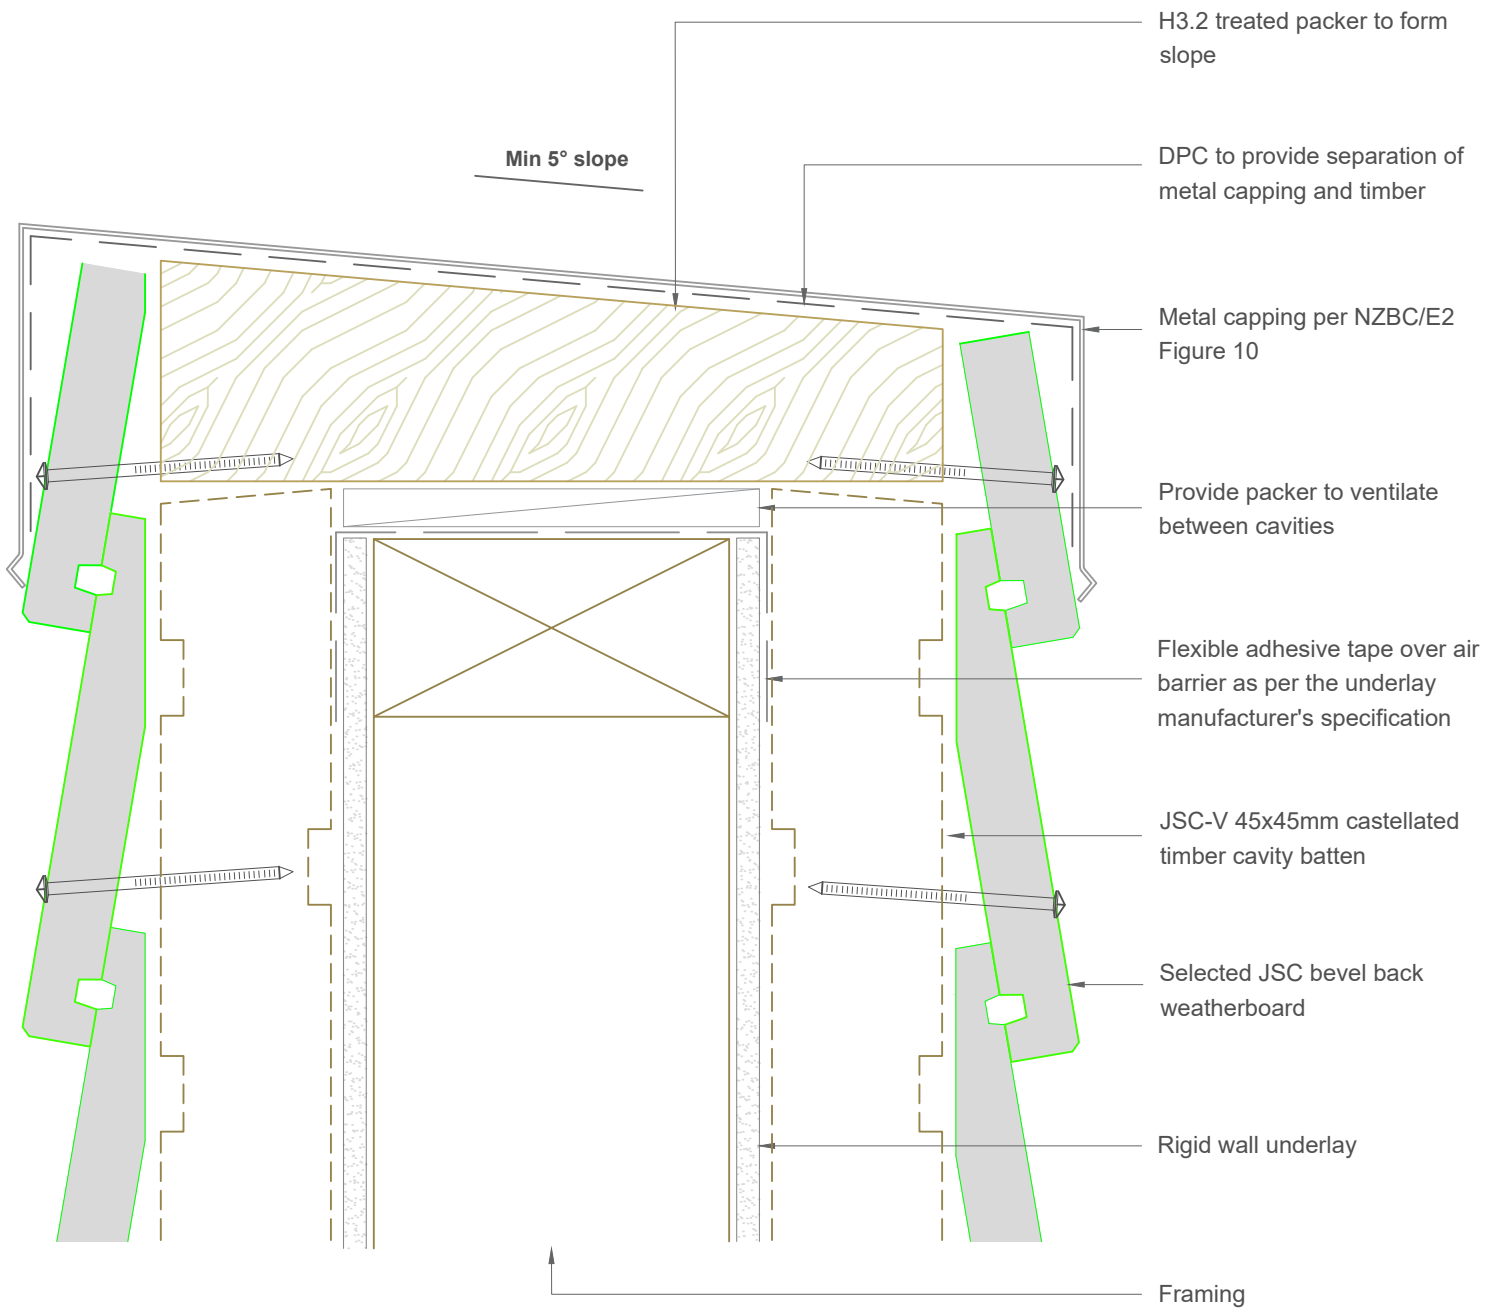 H3.2 treated packer to form
slope
Min 5° slope
DPC to provide separation of
metal capping and timber
Metal capping per NZBC/E2
Figure 10
Provide packer to ventilate
between cavities
Flexible adhesive tape over air
barrier as per the underlay
manufacturer's specification
JSC-V 45x45mm castellated
timber cavity batten
Selected JSC bevel back
weatherboard
Rigid wall underlay
Framing